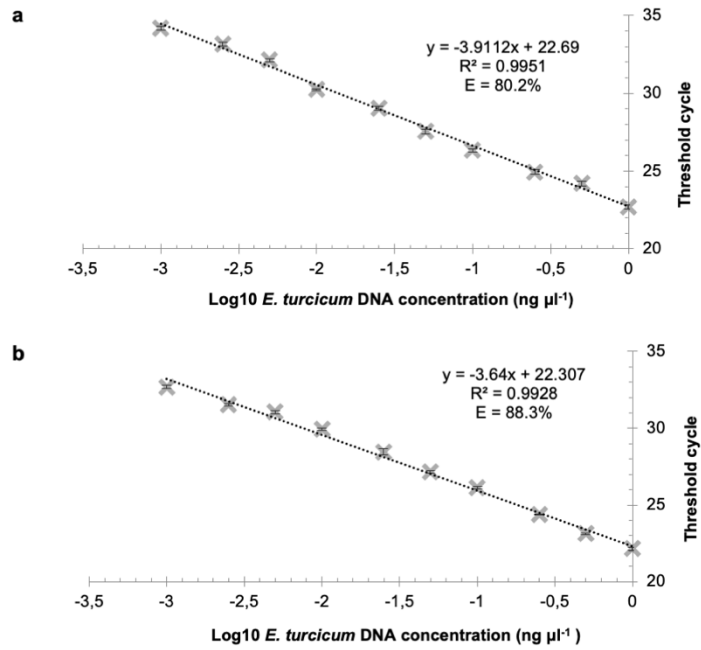 a
35
y = -3.9112x + 22.69
R² = 0.9951
E = 80.2%
30
25
20
Threshold cycle
-3,5 -3 -2,5 -2 -1,5 -1 -0,5 0
Log10 E. turcicum DNA concentration (ng µl⁻¹)
b
35
y = -3.64x + 22.307
R² = 0.9928
E = 88.3%
30
25
20
Threshold cycle
-3,5 -3 -2,5 -2 -1,5 -1 -0,5 0
Log10 E. turcicum DNA concentration (ng µl⁻¹ )